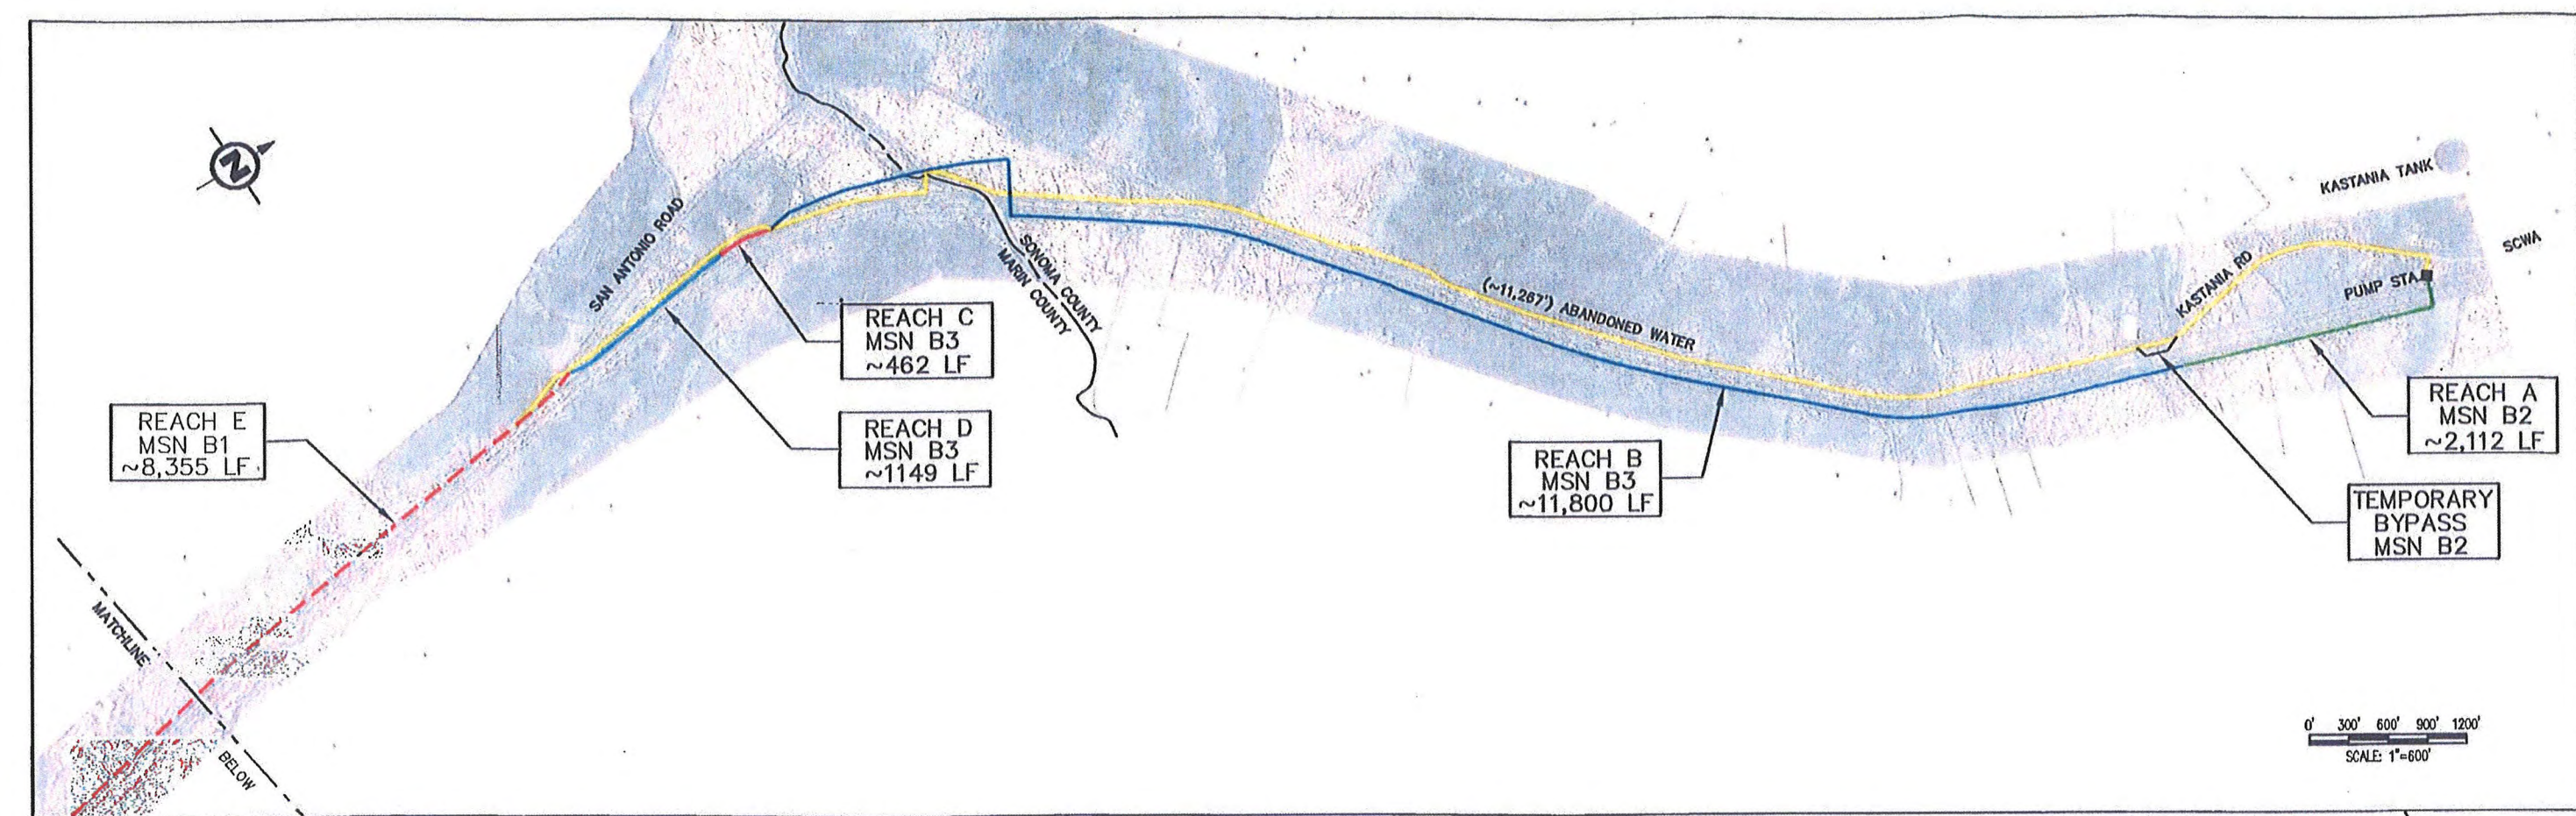 N
SAN ANTONIO ROAD
SONOMA COUNTY
MARIN COUNTY
REACH C
MSN B3
~462 LF
REACH D
MSN B3
~1149 LF
REACH E
MSN B1
~8,355 LF
MATCHLINE
BELOW
(~11,267') ABANDONED WATER
REACH B
MSN B3
~11,800 LF
KASTANIA TANK
SCWA
KASTANIA RD
PUMP STA.
REACH A
MSN B2
~2,112 LF
TEMPORARY
BYPASS
MSN B2
0' 300' 600' 900' 1200'
SCALE: 1"=600'